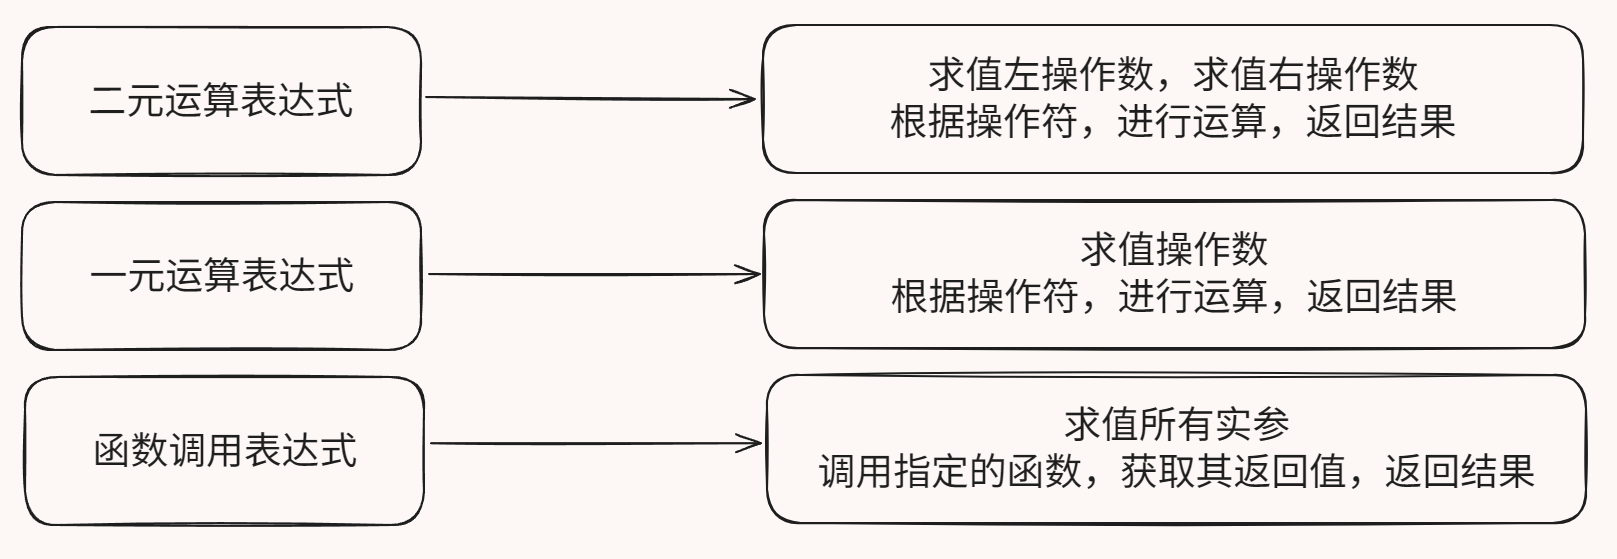 二元运算表达式
求值左操作数，求值右操作数
根据操作符，进行运算，返回结果
一元运算表达式
求值操作数
根据操作符，进行运算，返回结果
函数调用表达式
求值所有实参
调用指定的函数，获取其返回值，返回结果